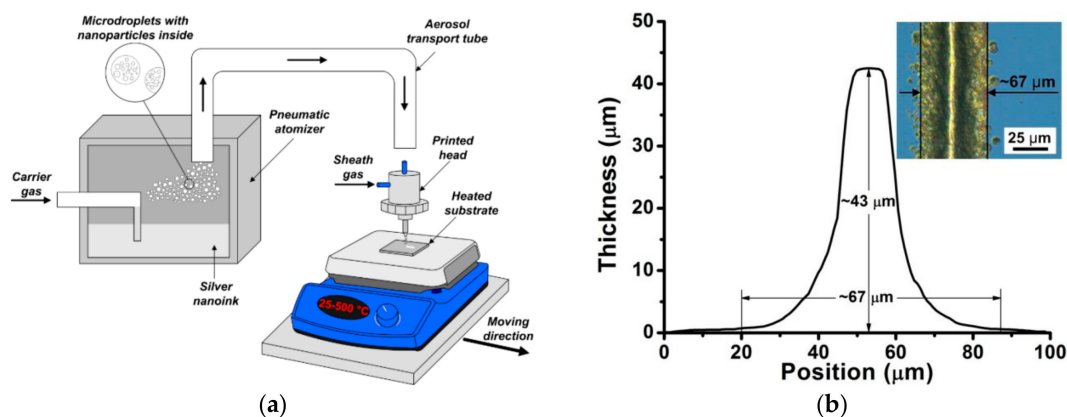 Microdroplets with
nanoparticles inside
Aerosol
transport tube
Pneumatic
atomizer
Printed
head
Sheath
gas
Carrier
gas
Heated
substrate
Silver
nanoink
25-500 °C
Moving
direction
(a)
Thickness (μm)
50
40
30
20
10
0
~67 μm
25 μm
~43 μm
~67 μm
0
20
40
60
80
100
Position (μm)
(b)